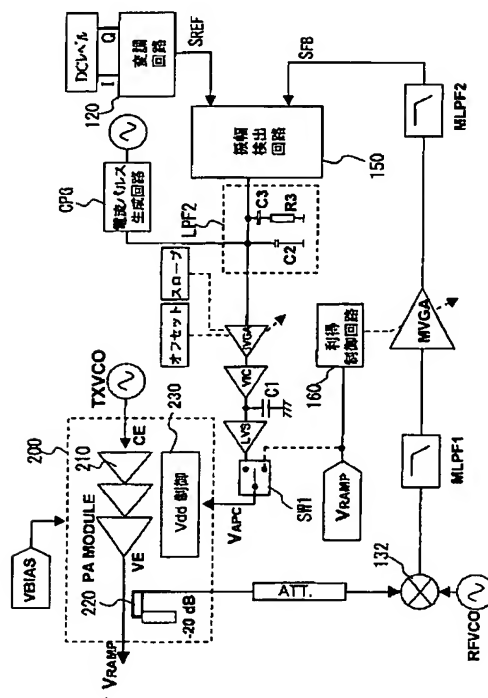 DCレベル
I
Q
変調
回路
120
SREF
CPG
電流パルス
生成回路
振幅
検出
回路
150
SFB
LPF2
C3
R3
C2
オフセット
スロープ
IVGA
VIC
C1
LVS
SW1
VAPC
VRAMP
利得
制御回路
160
MVGA
MLPF2
MLPF1
132
RFVCO
ATT.
TXVCO
200
210
CE
230
Vdd 制御
PA MODULE
VE
220
-20 dB
VBIAS
VRAMP